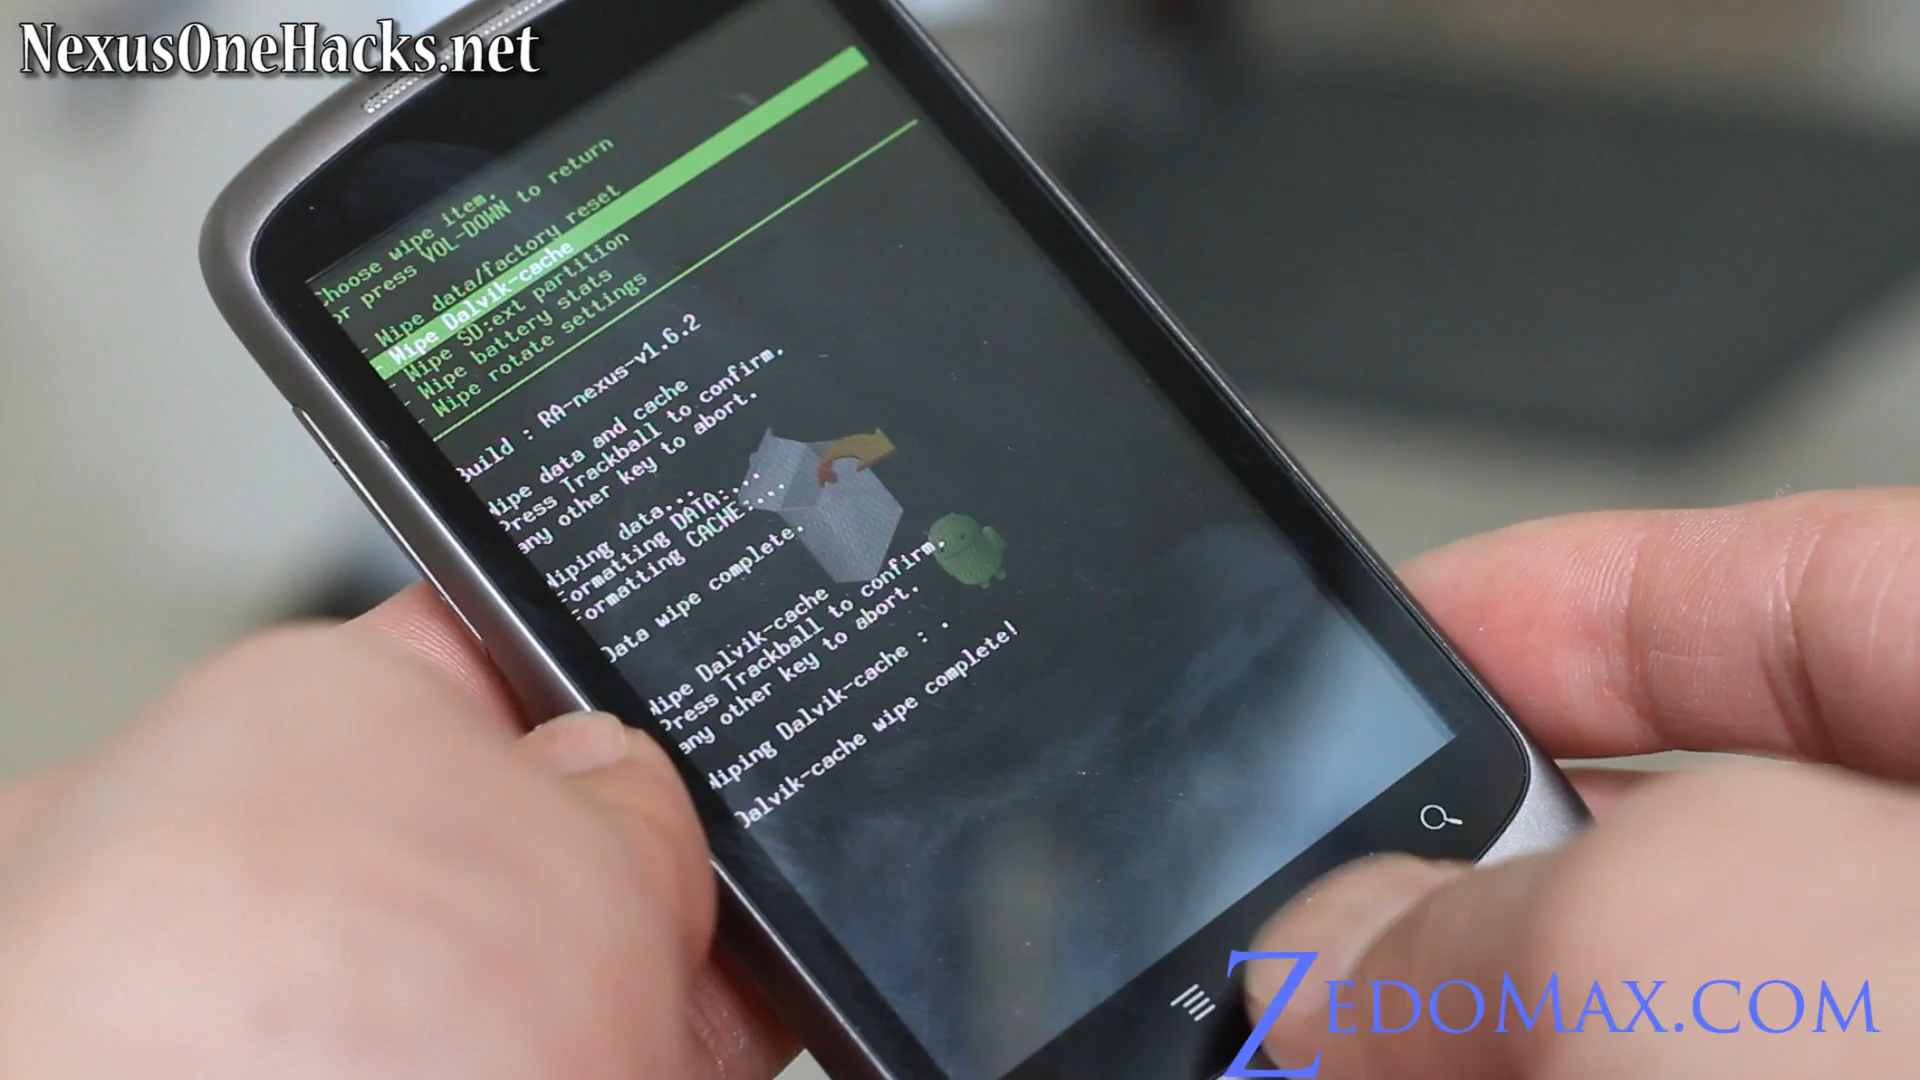 NexusOneHacks.net
Choose wipe item,
or press VOL-DOWN to return
- Wipe data/factory reset
- Wipe Dalvik-cache
- Wipe SD:ext partition
- Wipe battery stats
- Wipe rotate settings
Build : RA-nexus-v1.6.2
Wipe data and cache
Press Trackball to confirm,
any other key to abort.
Wiping data...
Formatting DATA:...
Formatting CACHE:....
Data wipe complete.
Wipe Dalvik-cache
Press Trackball to confirm,
any other key to abort.
Wiping Dalvik-cache : .
Dalvik-cache wipe complete!
ZEDOMAX.COM